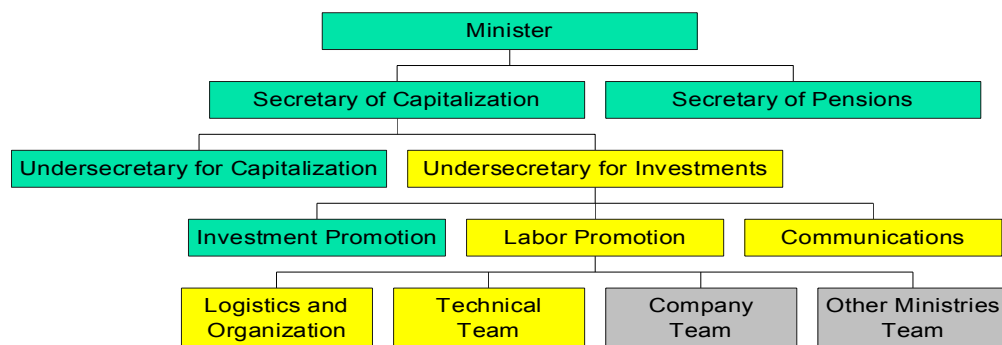 Minister
Secretary of Capitalization
Secretary of Pensions
Undersecretary for Capitalization
Undersecretary for Investments
Investment Promotion
Labor Promotion
Communications
Logistics and
Organization
Technical
Team
Company
Team
Other Ministries
Team